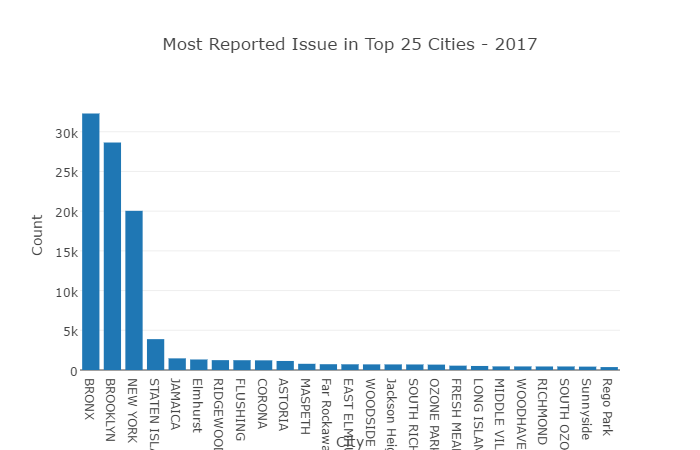 Most Reported Issue in Top 25 Cities - 2017
Count
30k
25k
20k
15k
10k
5k
0
BRONX
BROOKLYN
NEW YORK
STATEN ISL
JAMAICA
Elmhurst
RIDGEWOOD
FLUSHING
CORONA
ASTORIA
MASPETH
Far Rockawa
EAST ELMH
WOODSIDE
Jackson Heig
SOUTH RICH
OZONE PARK
FRESH MEAD
LONG ISLAN
MIDDLE VIL
WOODHAVE
RICHMOND
SOUTH OZO
Sunnyside
Rego Park
City